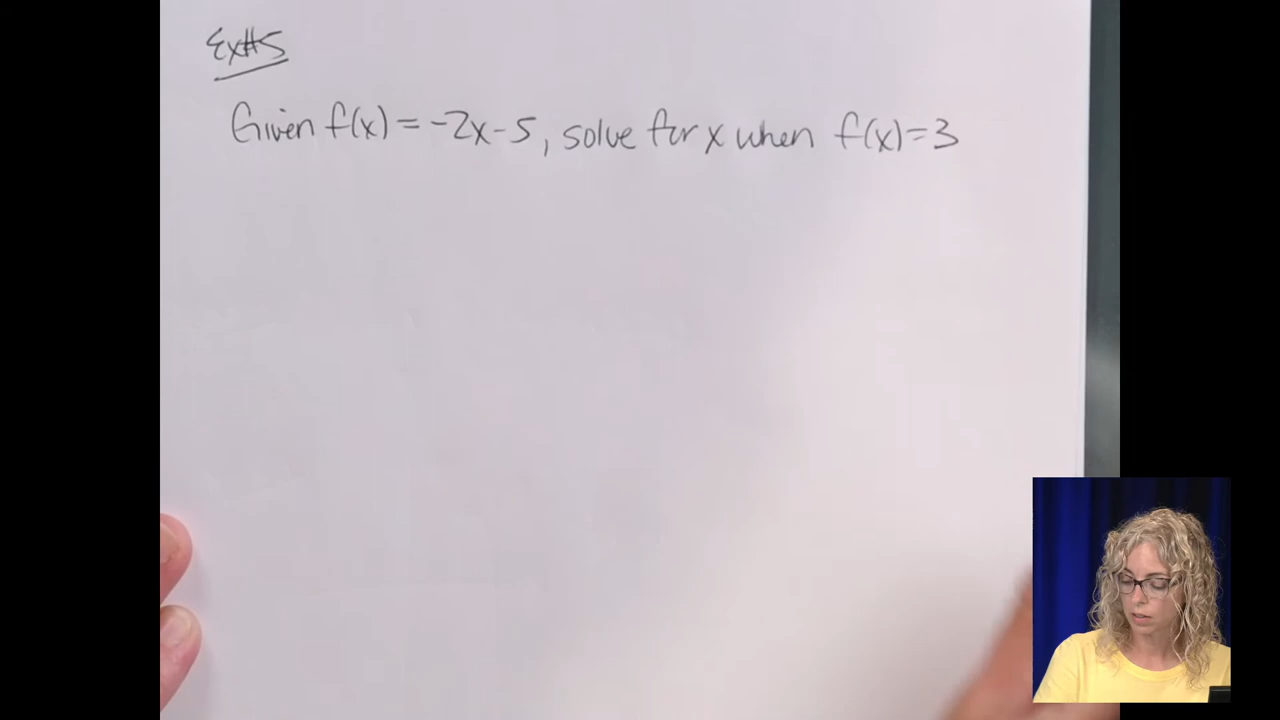 Ex#5
Given f(x) = -2x-5, solve for x when f(x)=3